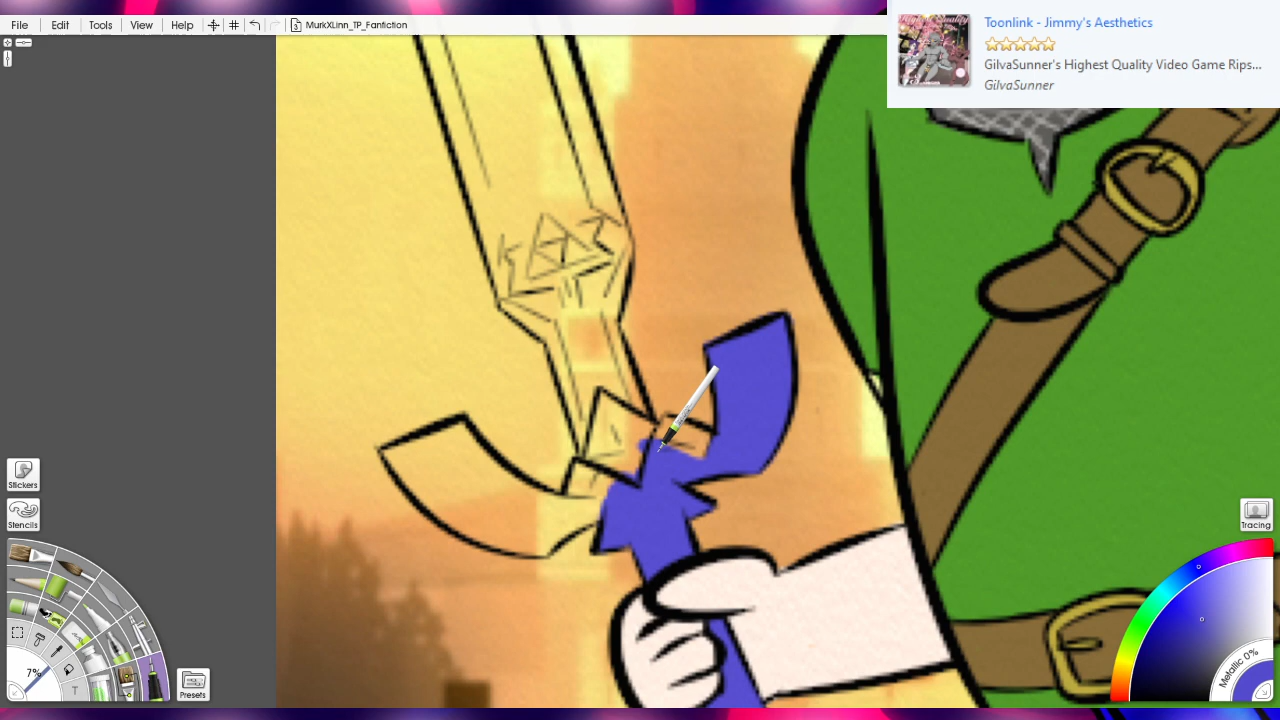 File Edit Tools View Help MurkXLinn_TP_Fanfiction
Toonlink - Jimmy's Aesthetics
GilvaSunner's Highest Quality Video Game Rips...
GilvaSunner
Stickers
Stencils
Tracing
7%
T
Presets
Metallic 0%